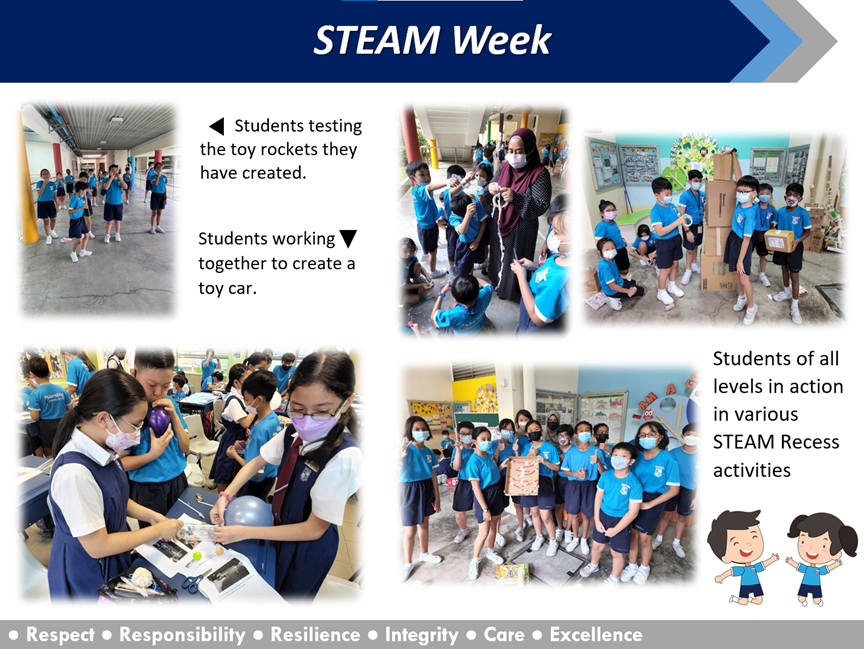 STEAM Week
◀ Students testing
the toy rockets they
have created.
Students working ▼
together to create a
toy car.
Students of all
levels in action
in various
STEAM Recess
activities
● Respect ● Responsibility ● Resilience ● Integrity ● Care ● Excellence